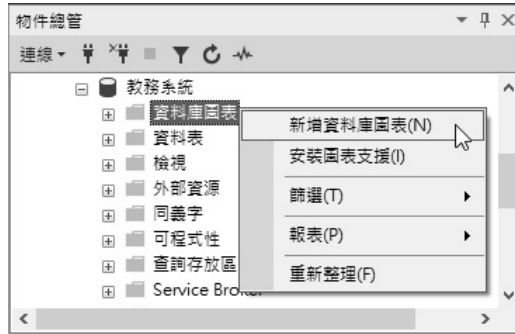 物件總管
連線
教務系統
資料庫圖表
資料表
檢視
外部資源
同義字
可程式性
查詢存放區
Service Broker
新增資料庫圖表(N)
安裝圖表支援(I)
篩選(T)
報表(P)
重新整理(F)